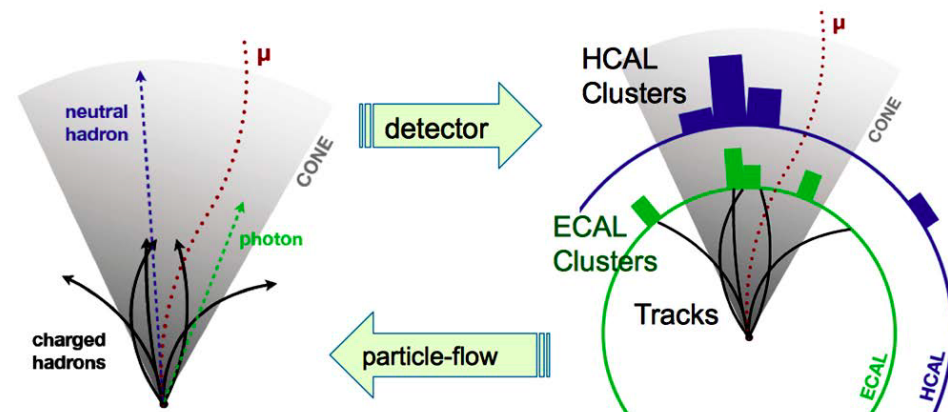 μ
neutral
hadron
CONE
photon
charged
hadrons
detector
particle-flow
μ
HCAL
Clusters
CONE
ECAL
Clusters
Tracks
ECAL
HCAL